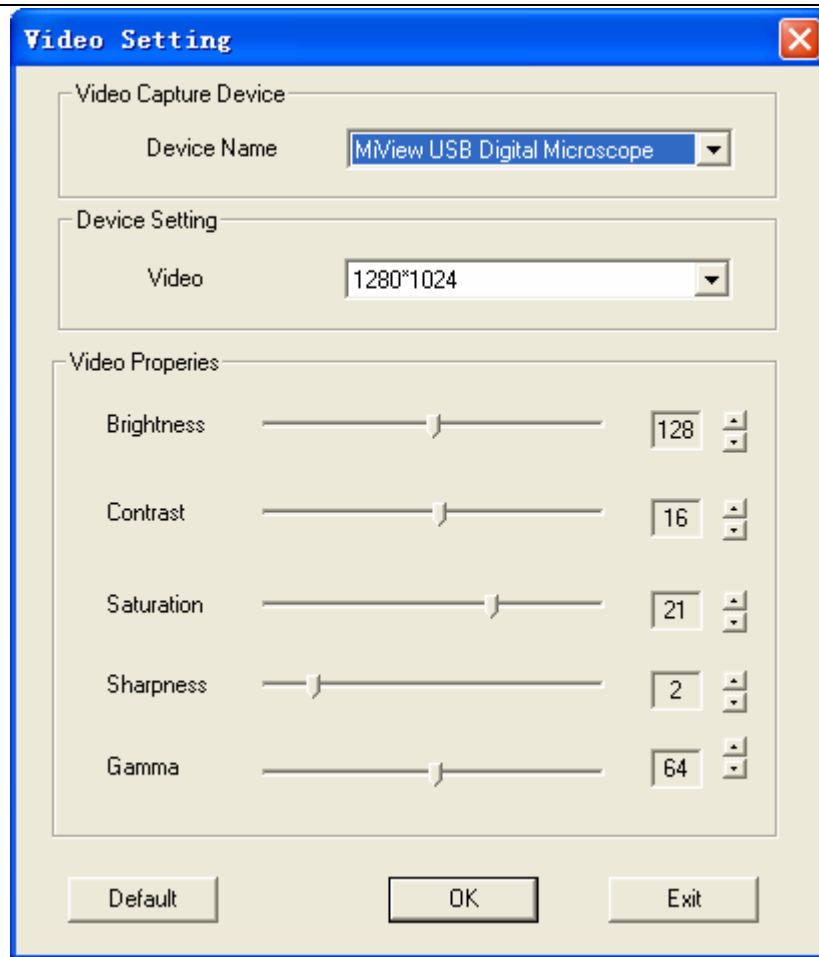 Video Setting
Video Capture Device
Device Name MiView USB Digital Microscope
Device Setting
Video 1280*1024
Video Properies
Brightness 128
Contrast 16
Saturation 21
Sharpness 2
Gamma 64
Default OK Exit